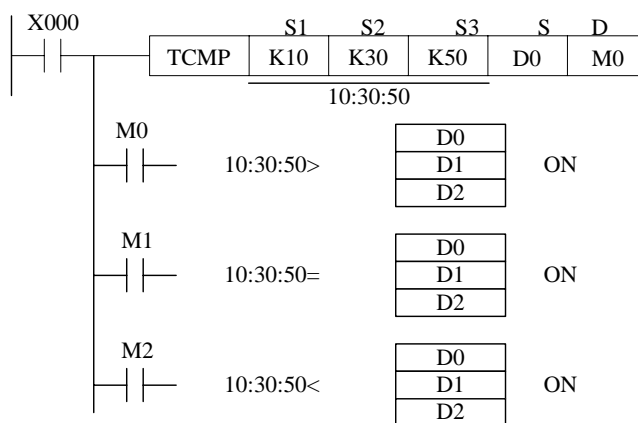 X000
S1 S2 S3 S D
TCMP K10 K30 K50 D0 M0
10:30:50
M0
10:30:50> D0 ON
D1
D2
M1
10:30:50= D0 ON
D1
D2
M2
10:30:50< D0 ON
D1
D2